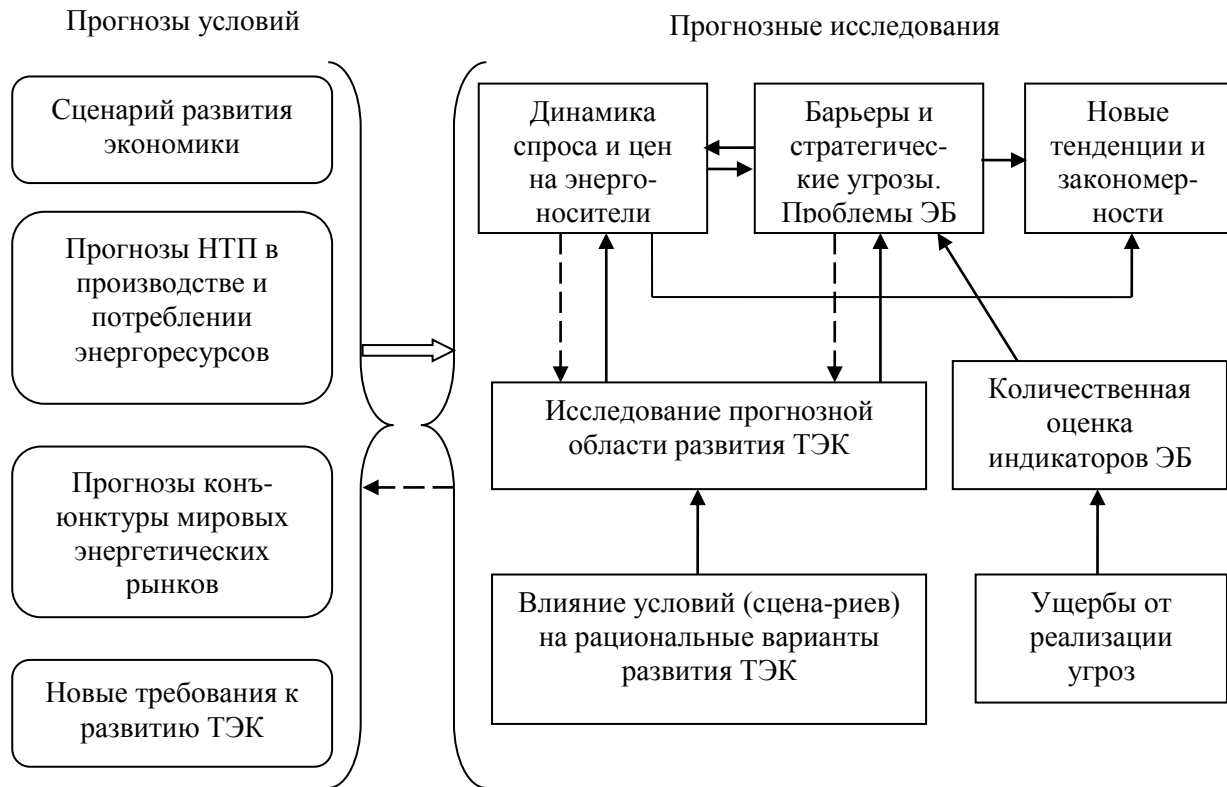 Прогнозы условий
Прогнозные исследования
Сценарий развития
экономики
Прогнозы НТП в
производстве и
потреблении
энергоресурсов
Прогнозы конъ-
юнктуры мировых
энергетических
рынков
Новые требования к
развитию ТЭК
Динамика
спроса и цен
на энерго-
носители
Барьеры и
стратегичес-
кие угрозы.
Проблемы ЭБ
Новые
тенденции и
закономер-
ности
Исследование прогнозной
области развития ТЭК
Количественная
оценка
индикаторов ЭБ
Влияние условий (сцена-риев)
на рациональные варианты
развития ТЭК
Ущербы от
реализации
угроз